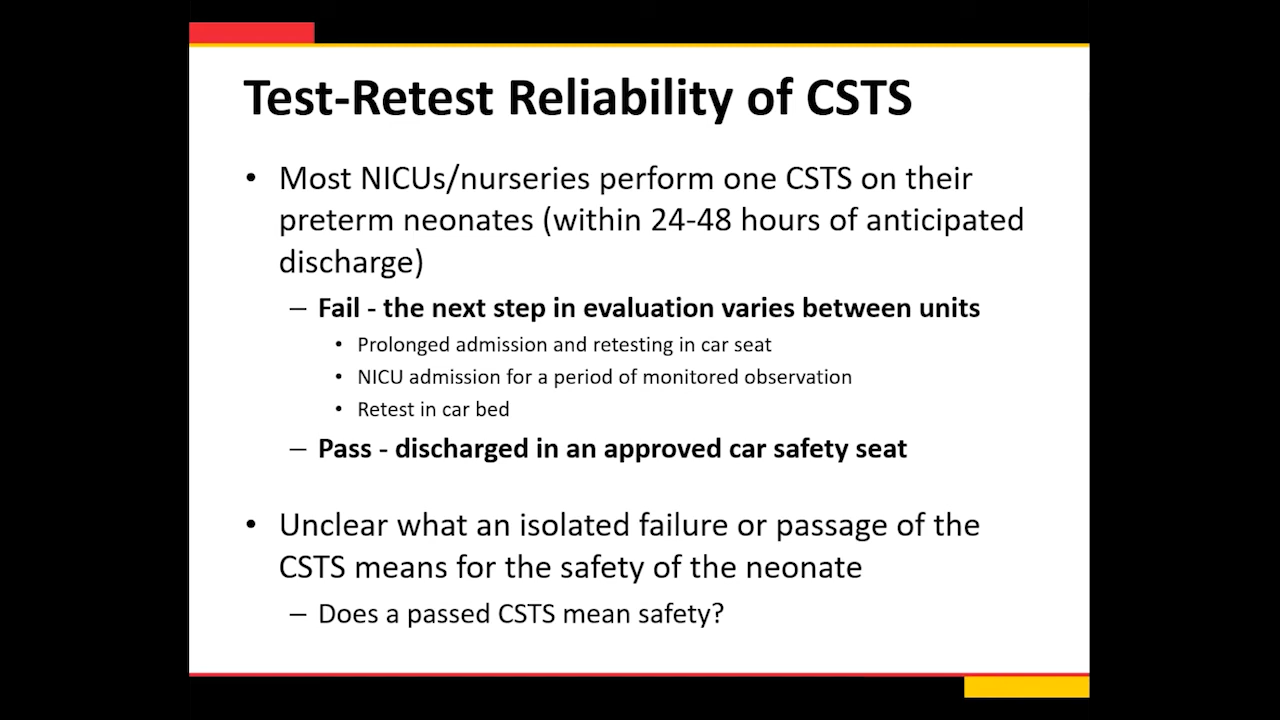 Test-Retest Reliability of CSTS
• Most NICUs/nurseries perform one CSTS on their
preterm neonates (within 24-48 hours of anticipated
discharge)
– Fail - the next step in evaluation varies between units
• Prolonged admission and retesting in car seat
• NICU admission for a period of monitored observation
• Retest in car bed
– Pass - discharged in an approved car safety seat
• Unclear what an isolated failure or passage of the
CSTS means for the safety of the neonate
– Does a passed CSTS mean safety?